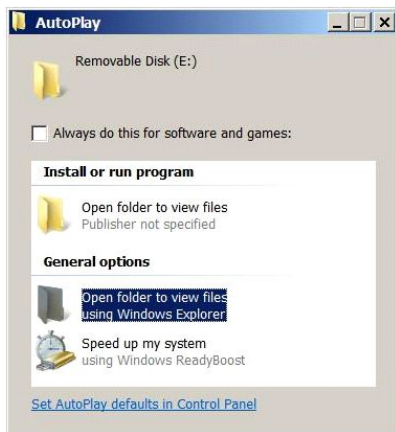 AutoPlay
Removable Disk (E:)
Always do this for software and games:
Install or run program
Open folder to view files
Publisher not specified
General options
Open folder to view files
using Windows Explorer
Speed up my system
using Windows ReadyBoost
Set AutoPlay defaults in Control Panel